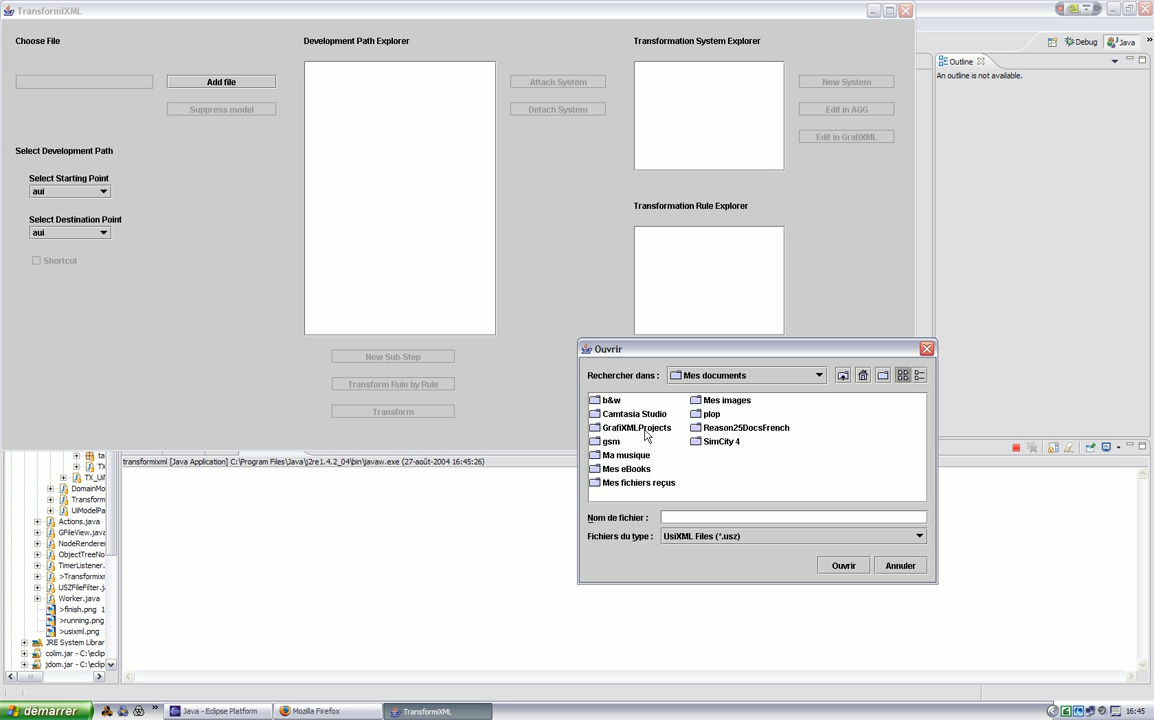 TransformiXML
Choose File
Development Path Explorer
Transformation System Explorer
Debug
Java
Outline
An outline is not available.
Add file
Suppress model
Attach System
Detach System
New System
Edit in AGG
Edit in GrafiXML
Select Development Path
Select Starting Point
aui
Select Destination Point
aui
Shortcut
Transformation Rule Explorer
New Sub-Step
Transform Rule by Rule
Transform
Ouvrir
Rechercher dans :
Mes documents
b&w
Camtasia Studio
GrafiXMLProjects
gsm
Ma musique
Mes eBooks
Mes fichiers reçus
Mes images
plop
Reason25DocsFrench
SimCity 4
Nom de fichier :
Fichiers du type :
UsiXML Files (*.usz)
Ouvrir
Annuler
transformixml [Java Application] C:\Program Files\Java\j2re1.4.2_04\bin\javaw.exe (27-août-2004 16:45:26)
ta
TX
TX_UiM
DomainMo
Transform
UiModelPa
Actions.java
GFileView.java
NodeRenderer
ObjectTreeNo
TimerListener.
>Transformix
USZFileFilter.j
Worker.java
>finish.png 1
>running.png
>usixml.png
JRE System Librar
colim.jar - C:\eclip
jdom.jar - C:\eclip
démarrer
Java - Eclipse Platform
Mozilla Firefox
TransformiXML
16:45